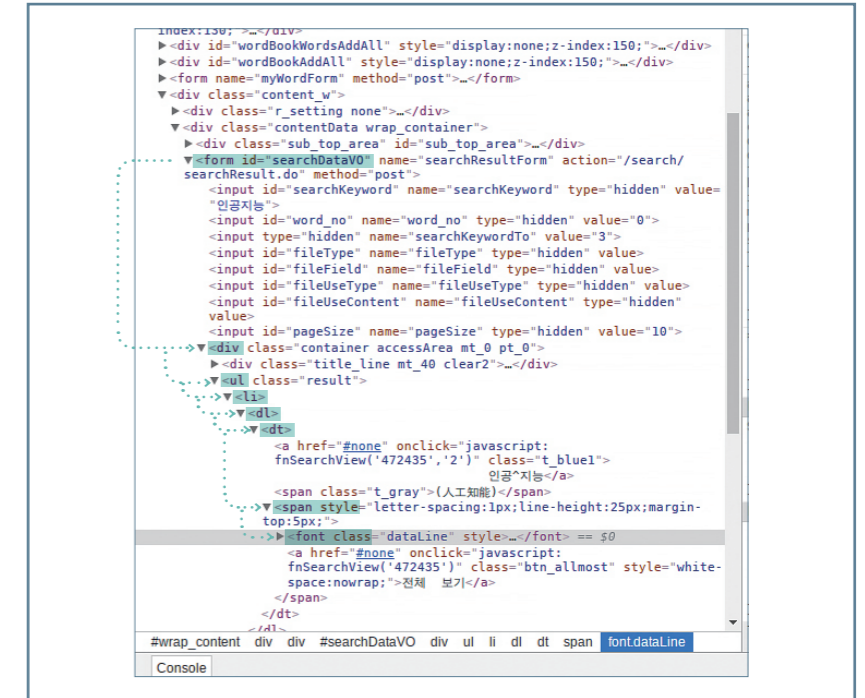 index:130; ">…</div>
▶<div id="wordBookWordsAddAll" style="display:none;z-index:150;">…</div>
▶<div id="wordBookAddAll" style="display:none;z-index:150;">…</div>
▶<form name="myWordForm" method="post">…</form>
▼<div class="content_w">
▶<div class="r_setting none">…</div>
▼<div class="contentData wrap_container">
▶<div class="sub_top_area" id="sub_top_area">…</div>
▼<form id="searchDataVO" name="searchResultForm" action="/search/
searchResult.do" method="post">
<input id="searchKeyword" name="searchKeyword" type="hidden" value=
"인공지능">
<input id="word_no" name="word_no" type="hidden" value="0">
<input type="hidden" name="searchKeywordTo" value="3">
<input id="fileType" name="fileType" type="hidden" value>
<input id="fileField" name="fileField" type="hidden" value>
<input id="fileUseType" name="fileUseType" type="hidden" value>
<input id="fileUseContent" name="fileUseContent" type="hidden"
value>
<input id="pageSize" name="pageSize" type="hidden" value="10">
▼<div class="container accessArea mt_0 pt_0">
▶<div class="title_line mt_40 clear2">…</div>
▼<ul class="result">
▼<li>
▼<dl>
▼<dt>
<a href="#none" onclick="javascript:
fnSearchView('472435','2')" class="t_blue1">
인공^지능</a>
<span class="t_gray">(人工知能)</span>
▼<span style="letter-spacing:1px;line-height:25px;margin-
top:5px;">
▶<font class="dataLine" style>…</font> == $0
<a href="#none" onclick="javascript:
fnSearchView('472435')" class="btn_allmost" style="white-
space:nowrap;">전체 보기</a>
</span>
</dt>
</dl>
#wrap_content div div #searchDataVO div ul li dl dt span font.dataLine
Console